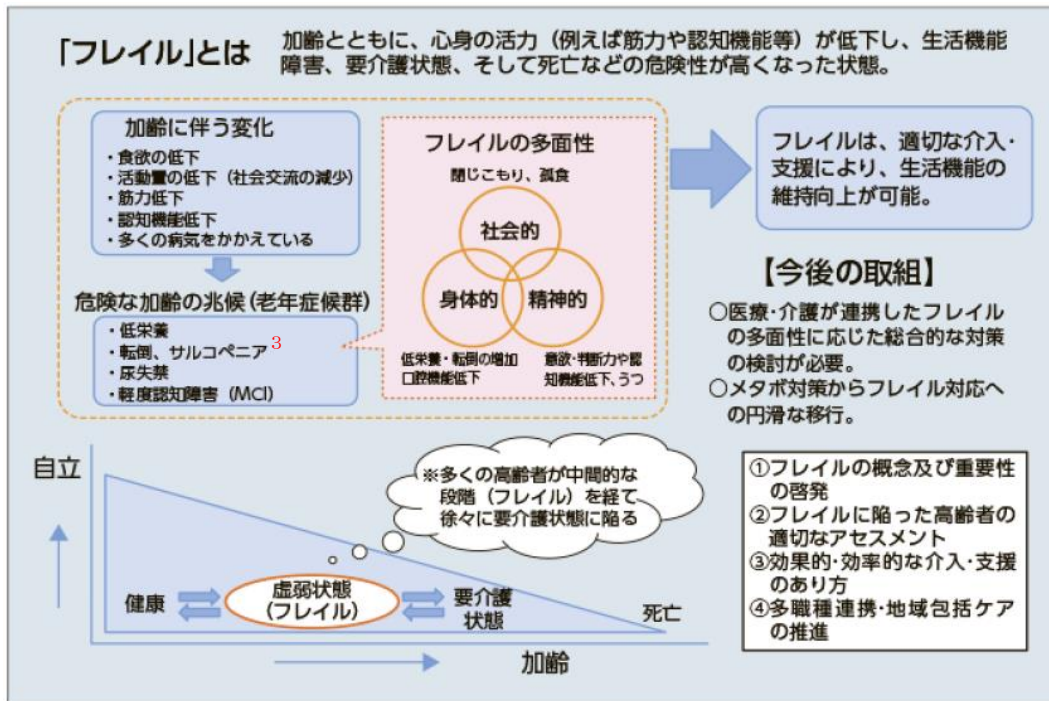 「フレイル」とは
加齢とともに、心身の活力（例えば筋力や認知機能等）が低下し、生活機能
障害、要介護状態、そして死亡などの危険性が高くなった状態。
加齢に伴う変化
・食欲の低下
・活動量の低下（社会交流の減少）
・筋力低下
・認知機能低下
・多くの病気をかかえている
危険な加齢の兆候（老年症候群）
・低栄養
・転倒、サルコペニア3
・尿失禁
・軽度認知障害（MCI）
フレイルの多面性
閉じこもり、孤食
社会的
身体的
精神的
低栄養・転倒の増加
口腔機能低下
意欲・判断力や認
知機能低下、うつ
フレイルは、適切な介入・
支援により、生活機能の
維持向上が可能。
【今後の取組】
○医療・介護が連携したフレイル
の多面性に応じた総合的な対策
の検討が必要。
○メタボ対策からフレイル対応へ
の円滑な移行。
①フレイルの概念及び重要性
の啓発
②フレイルに陥った高齢者の
適切なアセスメント
③効果的・効率的な介入・支援
のあり方
④多職種連携・地域包括ケア
の推進
自立
※多くの高齢者が中間的な
段階（フレイル）を経て
徐々に要介護状態に陥る
健康
虚弱状態
（フレイル）
要介護
状態
死亡
加齢